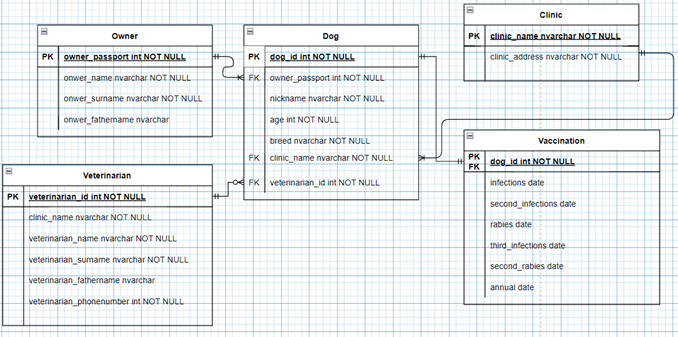 Owner
PK owner_passport int NOT NULL
onwer_name nvarchar NOT NULL
onwer_surname nvarchar NOT NULL
onwer_fathername nvarchar
Dog
PK dog_id int NOT NULL
FK owner_passport int NOT NULL
nickname nvarchar NOT NULL
age int NOT NULL
breed nvarchar NOT NULL
FK clinic_name nvarchar NOT NULL
FK veterinarian_id int NOT NULL
Clinic
PK clinic_name nvarchar NOT NULL
clinic_address nvarchar NOT NULL
Veterinarian
PK veterinarian_id int NOT NULL
clinic_name nvarchar NOT NULL
veterinarian_name nvarchar NOT NULL
veterinarian_surname nvarchar NOT NULL
veterinarian_fathername nvarchar
veterinarian_phonenumber int NOT NULL
Vaccination
PK
FK dog_id int NOT NULL
infections date
second_infections date
rabies date
third_infections date
second_rabies date
annual date